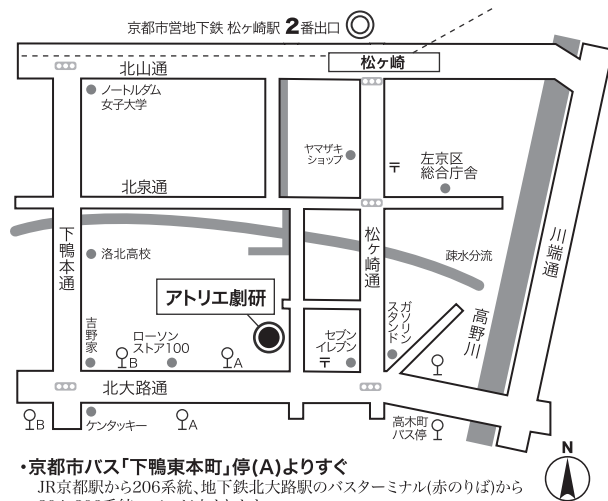 京都市営地下鉄 松ヶ崎駅 2番出口
松ヶ崎
北山通
ノートルダム
女子大学
ヤマザキ
ショップ
〒
左京区
総合庁舎
北泉通
下鴨本通
洛北高校
松ヶ崎通
疏水分流
川端通
高野川
アトリエ劇研
吉野家
ローソン
ストア100
B
A
セブン
イレブン
〒
ガソリン
スタンド
北大路通
B
ケンタッキー
A
高木町
バス停
N
・京都市バス「下鴨東本町」停(A)よりすぐ
JR京都駅から206系統、地下鉄北大路駅のバスターミナル(赤のりば)から